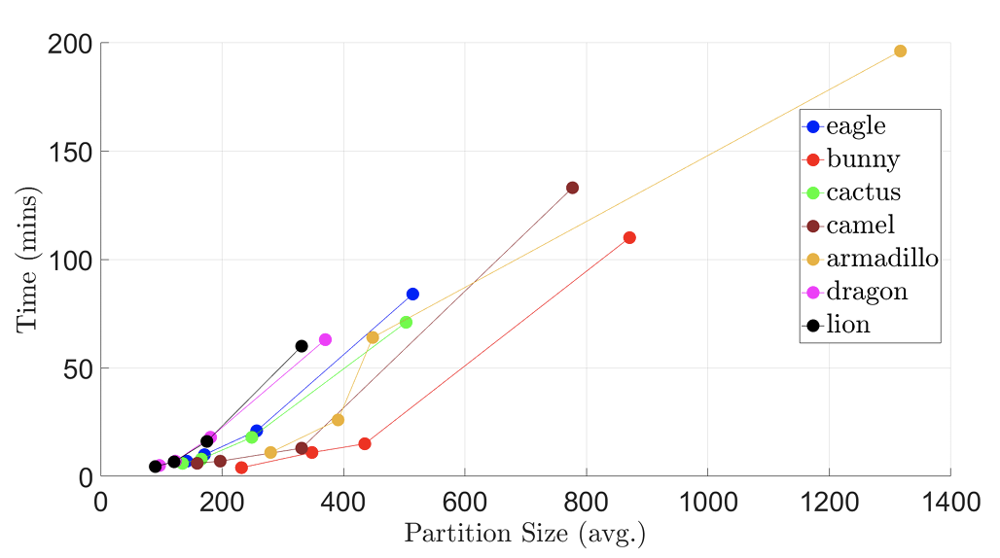 200
150
100
50
0
Time (mins)
eagle
bunny
cactus
camel
armadillo
dragon
lion
0 200 400 600 800 1000 1200 1400
Partition Size (avg.)